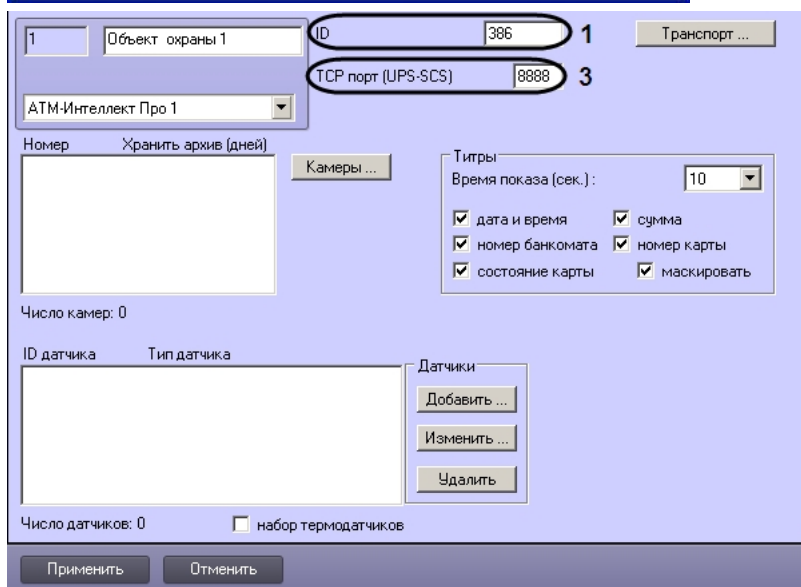 1 Объект охраны 1 ID 386 1 Транспорт ...
TCP порт (UPS-SCS) 8888 3
АТМ-Интеллект Про 1
Номер Хранить архив (дней)
Камеры ...
Титры
Время показа (сек.) : 10
дата и время сумма
номер банкомата номер карты
состояние карты маскировать
Число камер: 0
ID датчика Тип датчика
Датчики
Добавить ...
Изменить ...
Удалить
Число датчиков: 0 набор термодатчиков
Применить Отменить